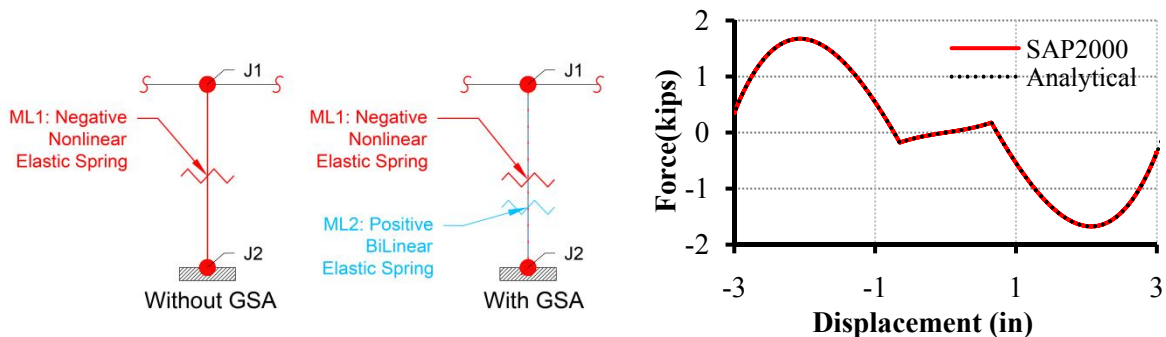 J1
ML1: Negative
Nonlinear
Elastic Spring
J2
Without GSA
J1
ML1: Negative
Nonlinear
Elastic Spring
ML2: Positive
BiLinear
Elastic Spring
J2
With GSA
Force(kips)
2
1
0
-1
-2
SAP2000
Analytical
-3
-1
1
3
Displacement (in)